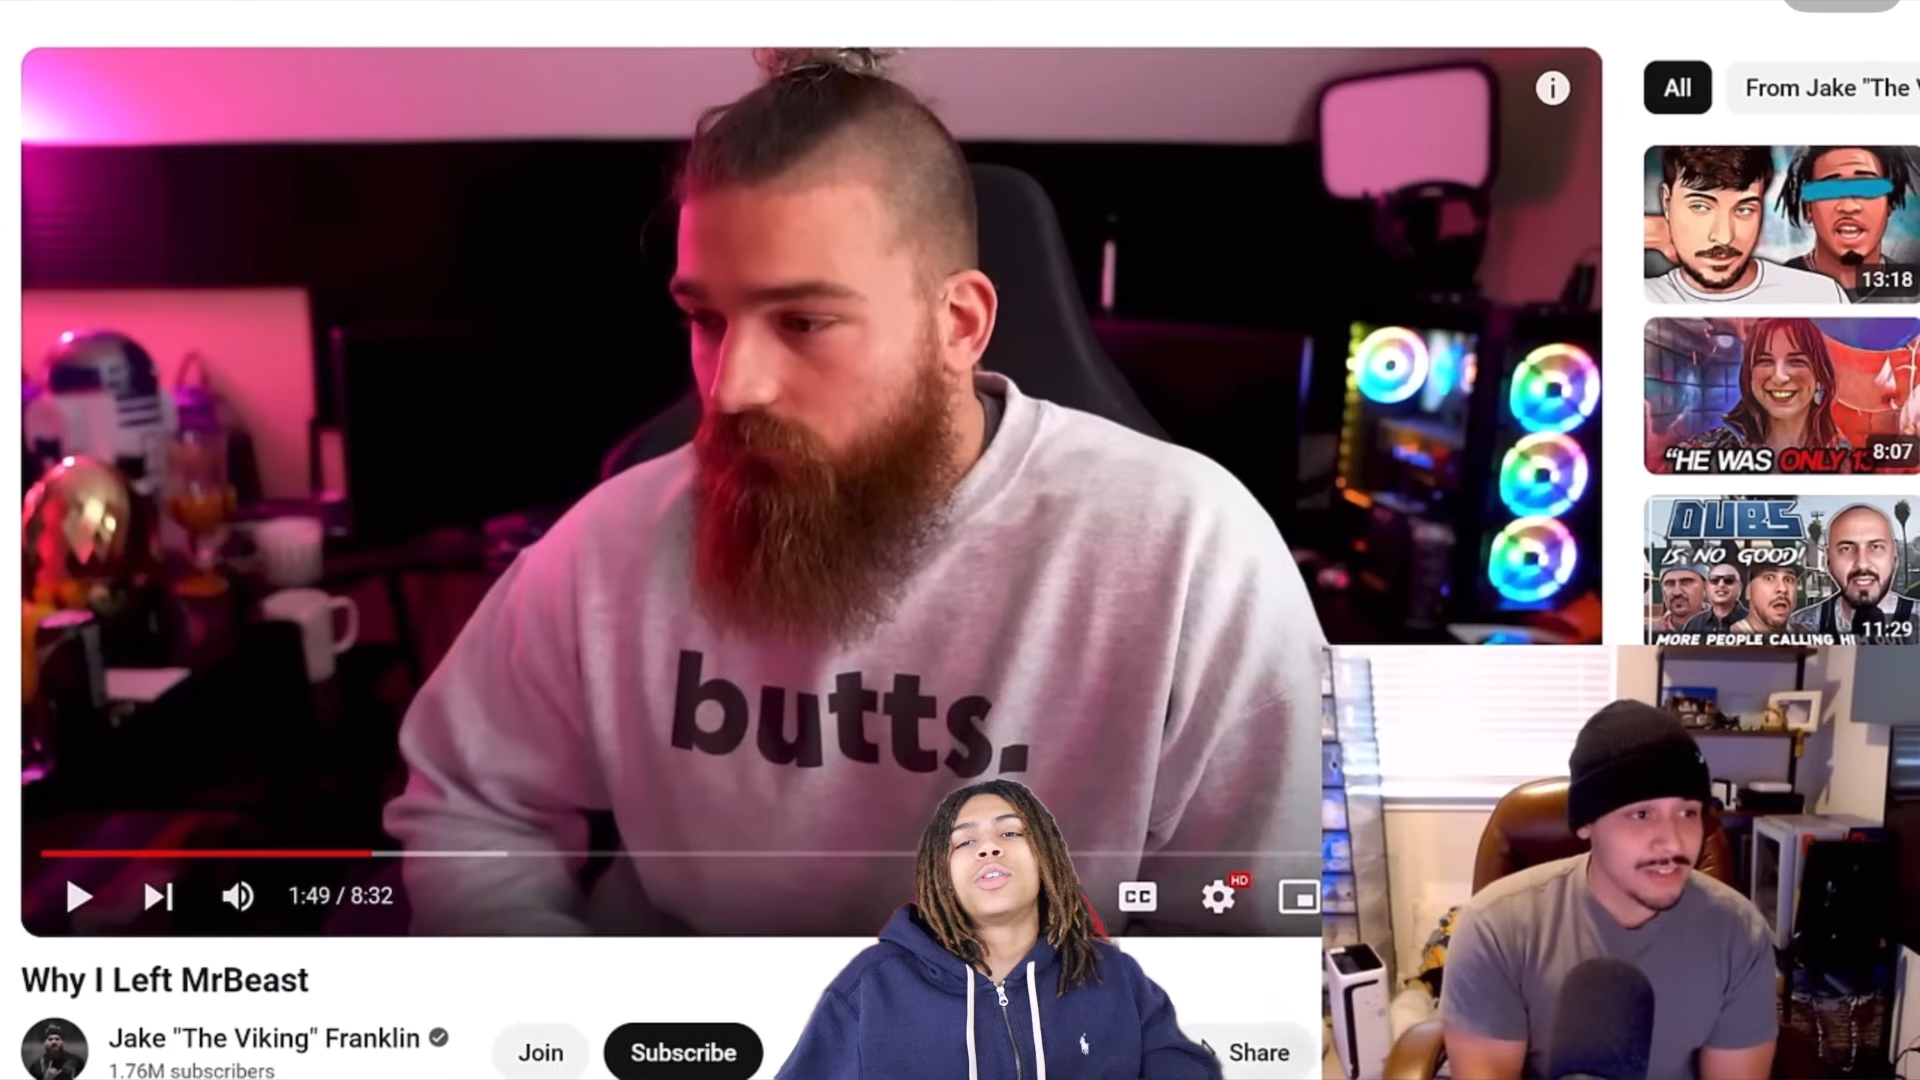 All
From Jake "The
13:18
"HE WAS ONLY
8:07
DUBS
IS NO GOOD!
MORE PEOPLE CALLING
11:29
butts.
1:49 / 8:32
CC
HD
Why I Left MrBeast
Jake "The Viking" Franklin
1.76M subscribers
Join
Subscribe
Share